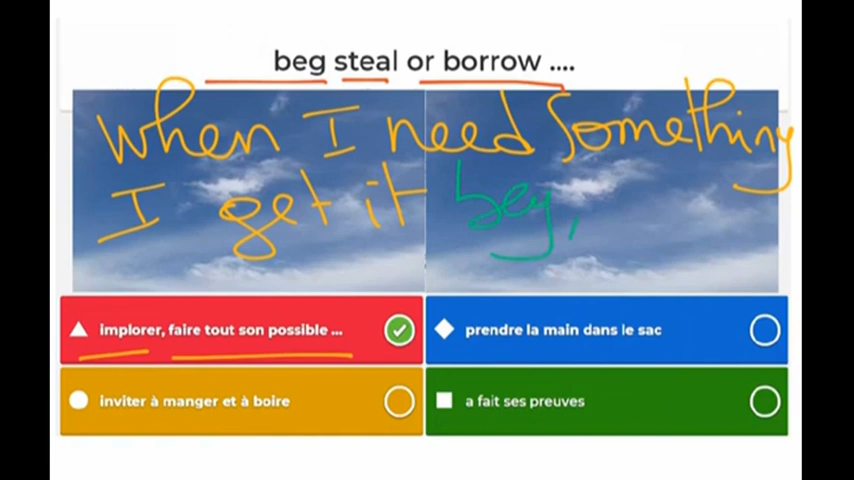 beg steal or borrow ....
When I need something
I get it beg,
implorer, faire tout son possible ...
prendre la main dans le sac
inviter à manger et à boire
a fait ses preuves